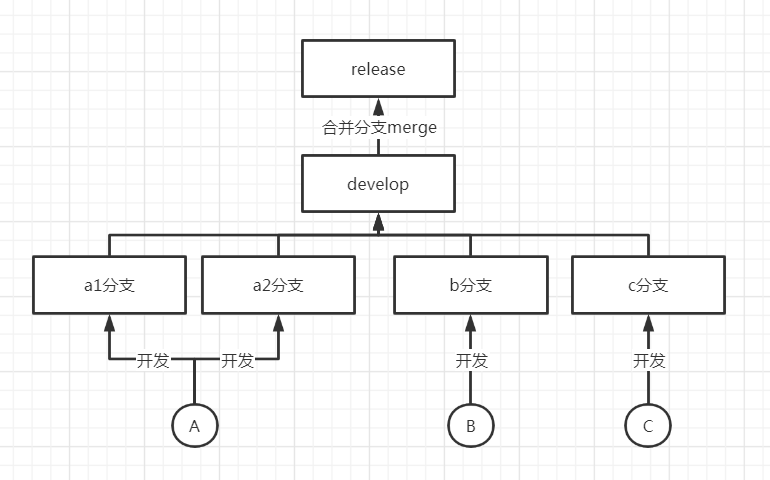 release
合并分支merge
develop
a1分支
a2分支
b分支
c分支
开发
开发
开发
开发
A
B
C